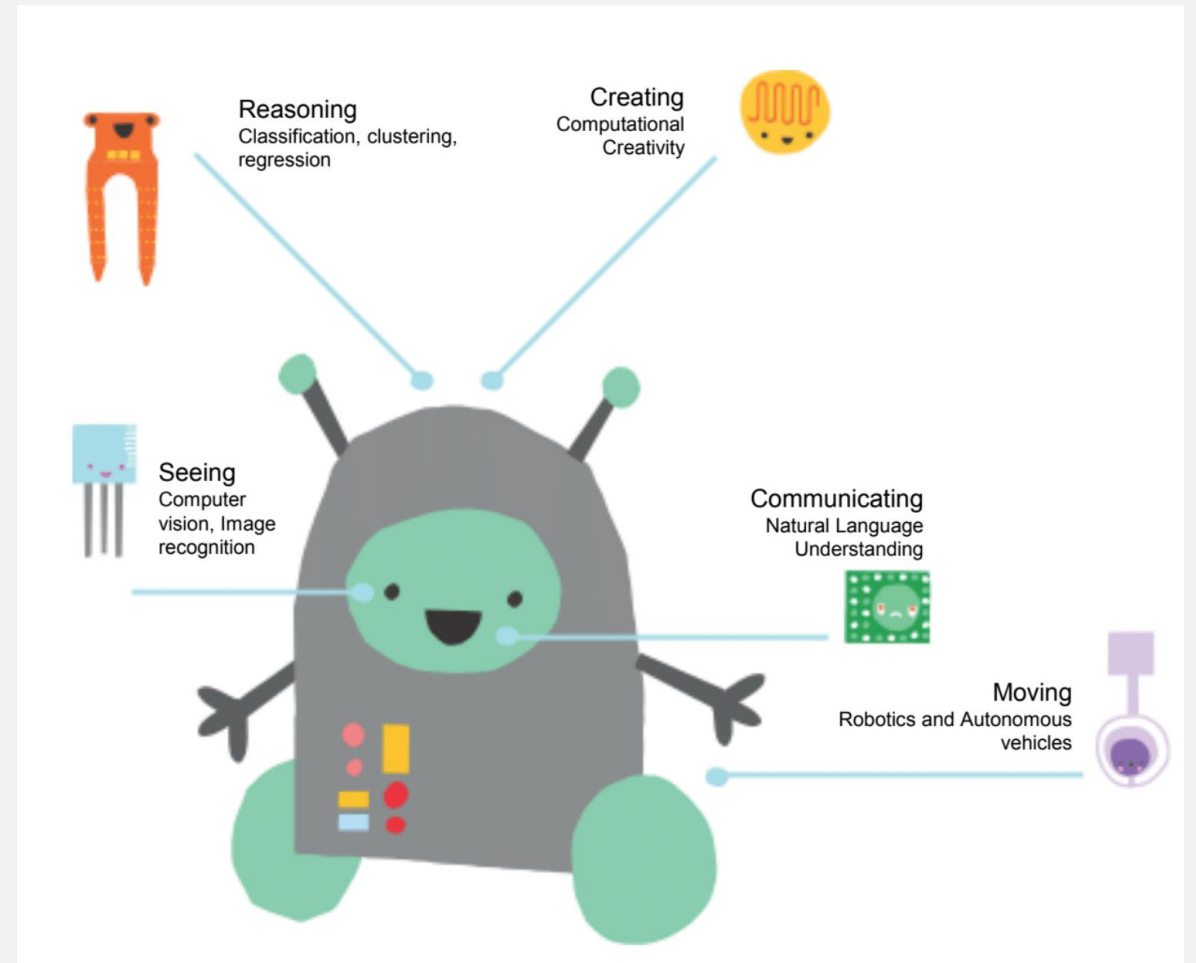 Reasoning
Classification, clustering,
regression
Creating
Computational
Creativity
Seeing
Computer
vision, Image
recognition
Communicating
Natural Language
Understanding
Moving
Robotics and Autonomous
vehicles